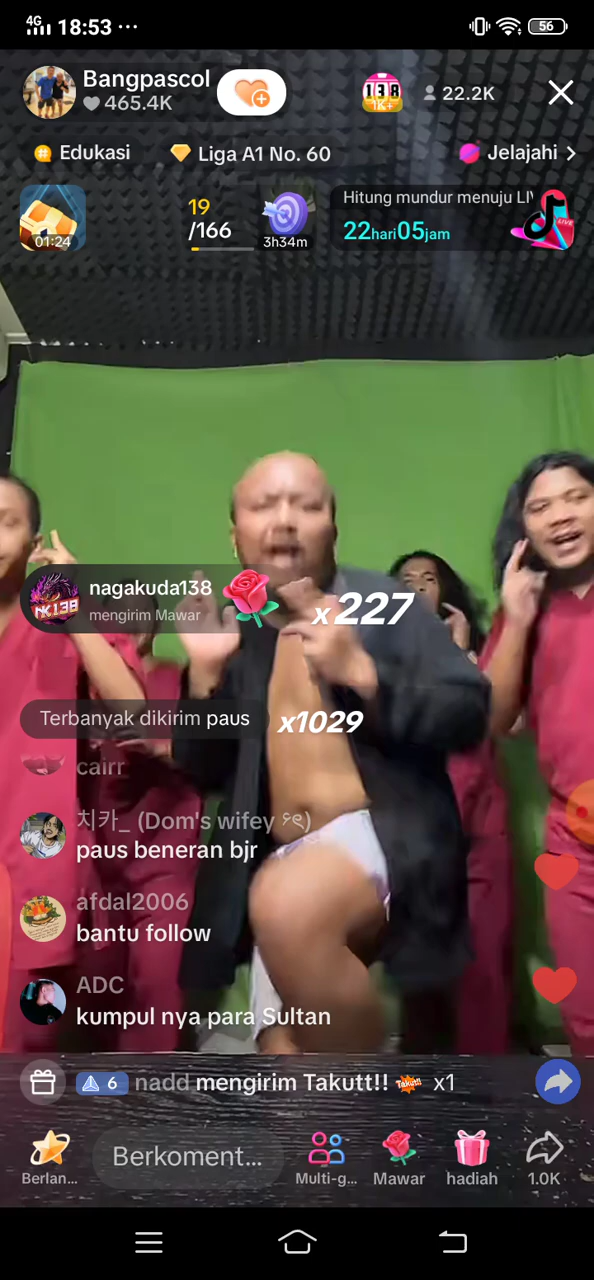 4G 18:53 ... 56
Bangpascol
465.4K
138
1K+
22.2K
Edukasi
Liga A1 No. 60
Jelajahi
01:24
19
/166
3h34m
Hitung mundur menuju LI
22hari05jam
LIVE
NK138
nagakuda138
mengirim Mawar
x227
Terbanyak dikirim paus
x1029
cairr
치카_ (Dom's wifey
paus beneran bjr
afdal2006
bantu follow
ADC
kumpul nya para Sultan
6 nadd mengirim Takutt!! Takut!! x1
Berlan...
Berkoment...
Multi-g...
Mawar
hadiah
1.0K